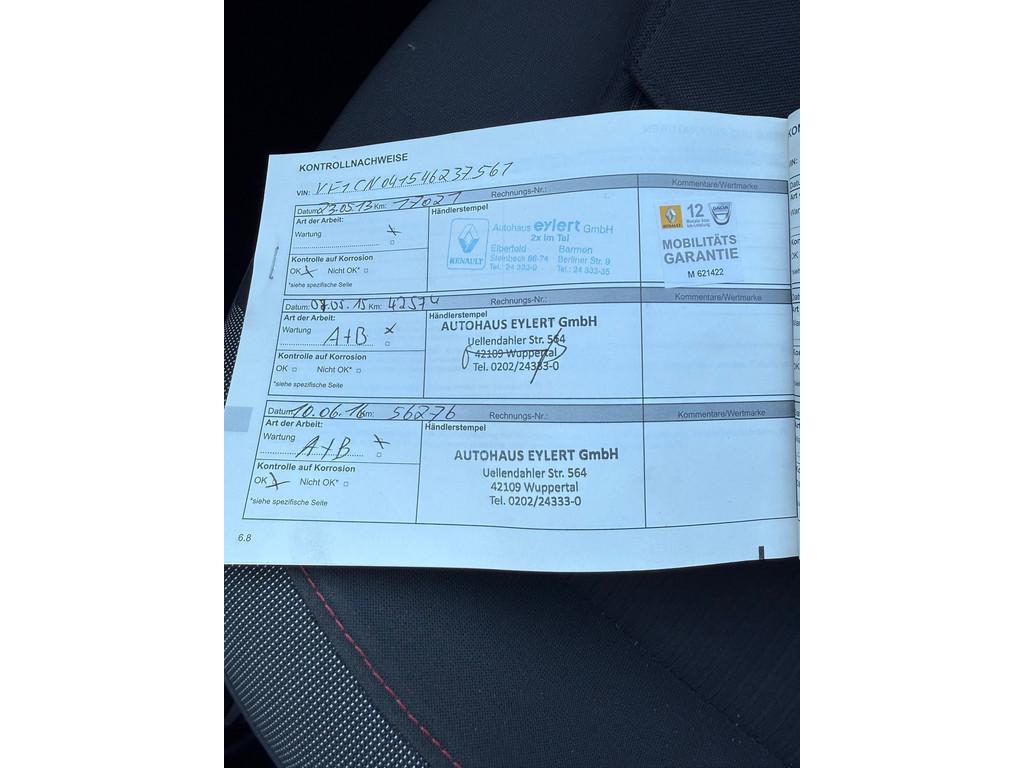 KONTROLLNACHWEISE
VIN: VF1CN041546237561
Datum: 23.05.13 Km: 17021 Rechnungs-Nr.: Kommentare/Wertmarke
Art der Arbeit:
Wartung
Kontrolle auf Korrosion
OK Nicht OK*
*siehe spezifische Seite
Händlerstempel
RENAULT
Autohaus eylert GmbH
2x im Tal
Elberfeld Barmen
Steinbeck 66-74 Berliner Str. 9
Tel.: 24 333-0 Tel.: 24 333-35
RENAULT 12 DACIA
MOBILITÄTS
GARANTIE
M 621422
Datum: 05.15 Km: 42574 Rechnungs-Nr.: Kommentare/Wertmarke
Art der Arbeit:
Wartung A+B
Kontrolle auf Korrosion
OK Nicht OK*
*siehe spezifische Seite
Händlerstempel
AUTOHAUS EYLERT GmbH
Uellendahler Str. 564
42109 Wuppertal
Tel. 0202/24333-0
Datum: 10.06.16 Km: 56276 Rechnungs-Nr.: Kommentare/Wertmarke
Art der Arbeit:
Wartung A+B
Kontrolle auf Korrosion
OK Nicht OK*
*siehe spezifische Seite
Händlerstempel
AUTOHAUS EYLERT GmbH
Uellendahler Str. 564
42109 Wuppertal
Tel. 0202/24333-0
6.8